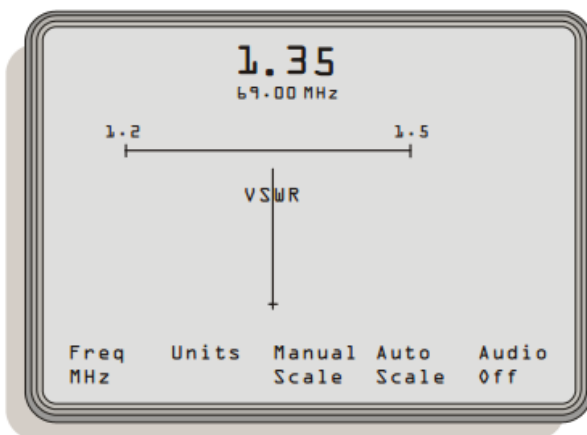 1.35
69.00 MHz
1.2 1.5
VSWR
Freq Units Manual Auto Audio
MHz Scale Scale Off